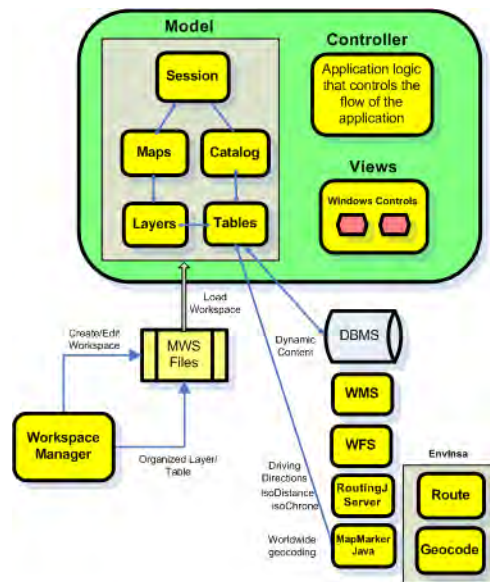 Model
Controller
Session
Application logic
that controls the
flow of the
application
Maps
Catalog
Views
Windows Controls
Layers
Tables
Load
Workspace
Create/Edit
Workspace
MWS
Files
Dynamic
Content
DBMS
WMS
Workspace
Manager
Organized Layer/
Table
WFS
EnvInsa
Driving
Directions
IsoDistance
isoChrone
RoutingJ
Server
Route
Worldwide
geocoding
MapMarker
Java
Geocode